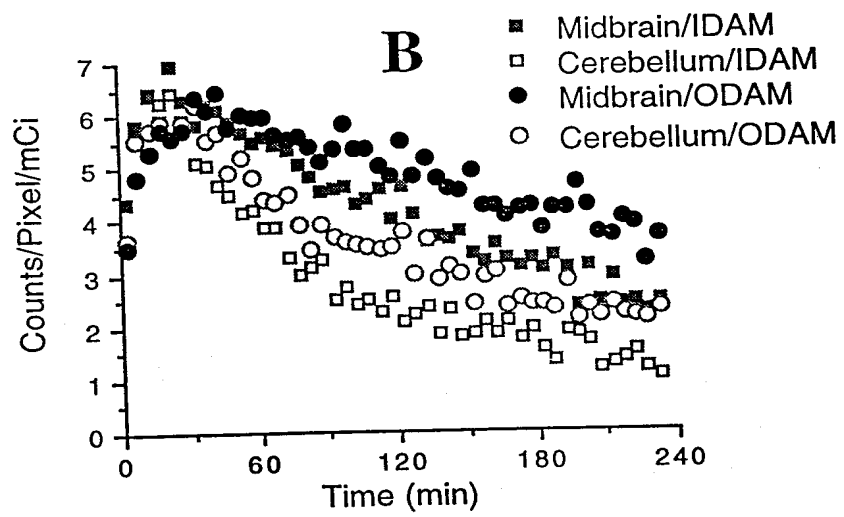 B
Midbrain/IDAM
Cerebellum/IDAM
Midbrain/ODAM
Cerebellum/ODAM
7
6
5
4
3
2
1
0
Counts/Pixel/mCi
0 60 120 180 240
Time (min)